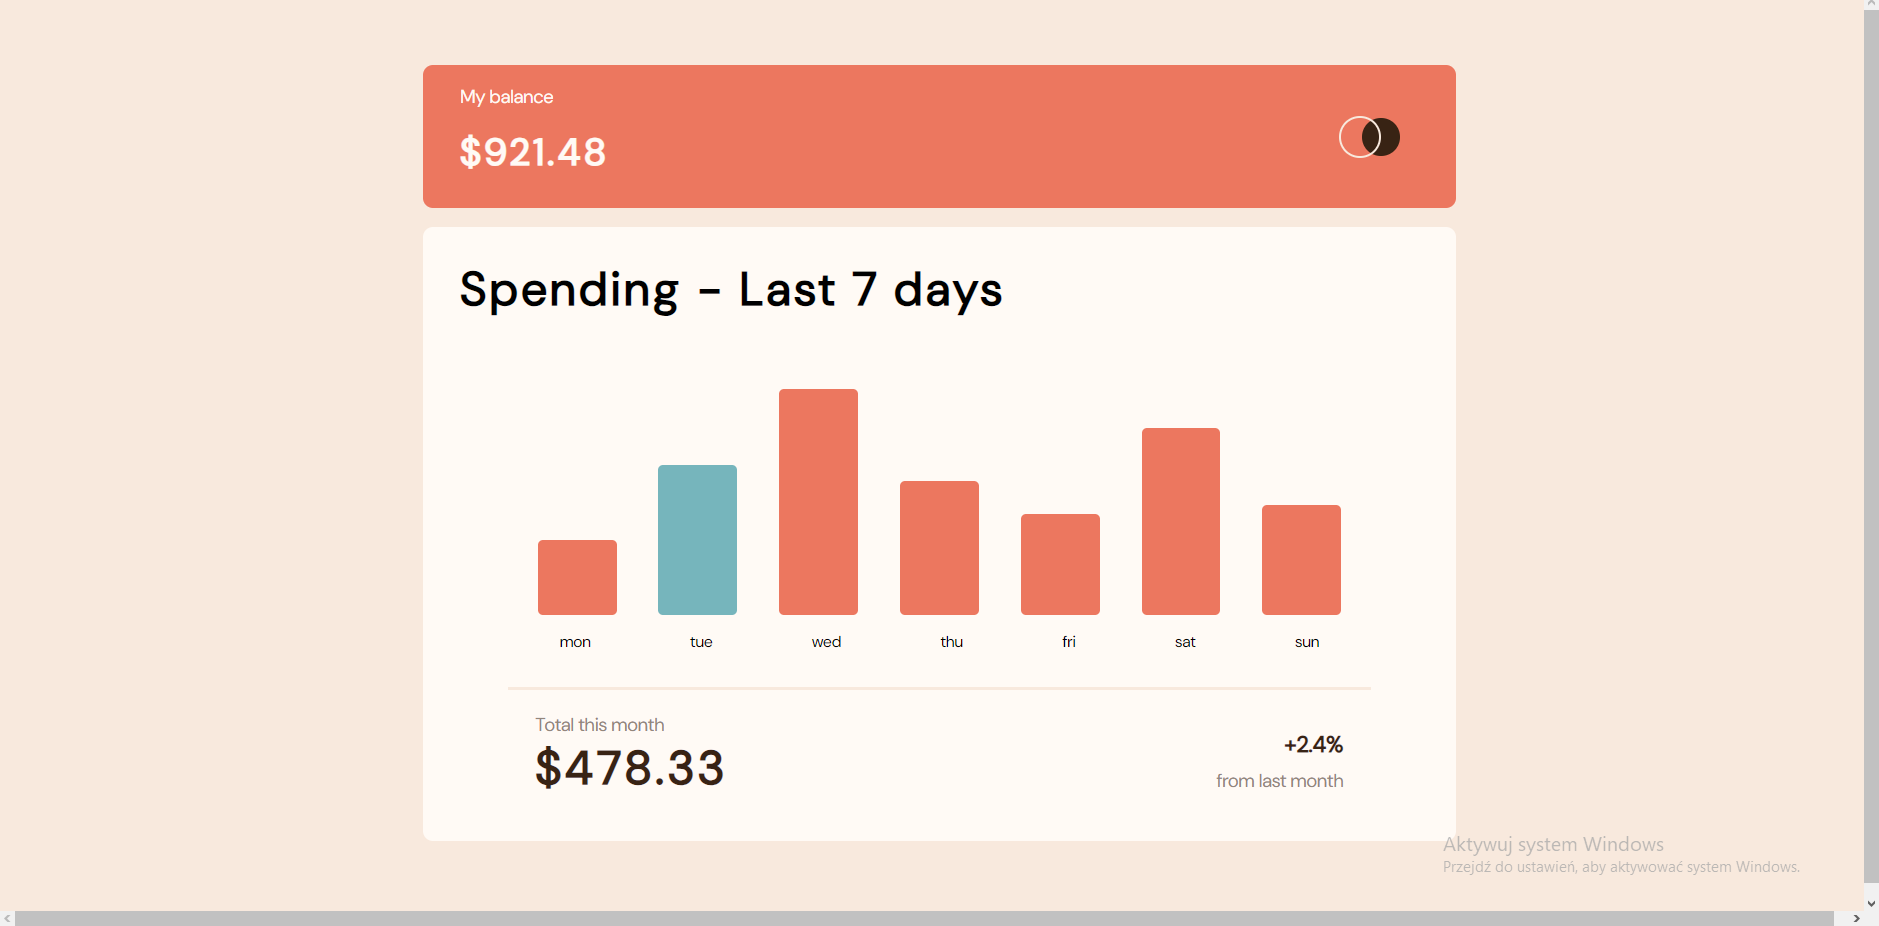 My balance
$921.48
Spending - Last 7 days
mon tue wed thu fri sat sun
Total this month
$478.33
+2.4%
from last month
Aktywuj system Windows
Przejdź do ustawień, aby aktywować system Windows.